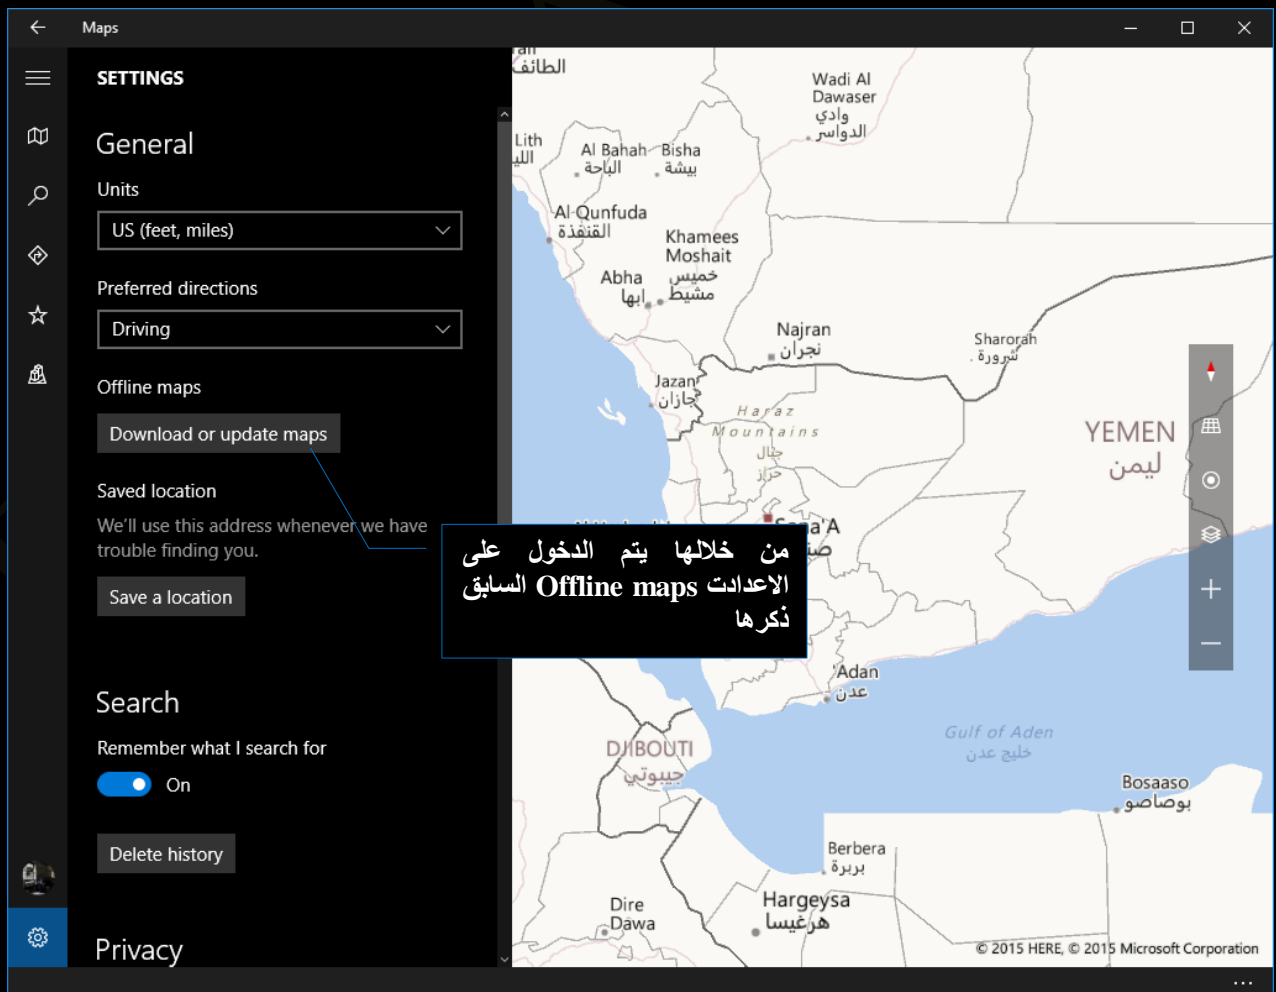 Maps
SETTINGS
General
Units
US (feet, miles)
Preferred directions
Driving
Offline maps
Download or update maps
Saved location
We'll use this address whenever we have
trouble finding you.
Save a location
Search
Remember what I search for
On
Delete history
Privacy
من خلالها يتم الدخول على
الاعدادت Offline maps السابق
ذكرها
الطائف
Wadi Al
Dawaser
وادي
الدواسر
Lith
Al Bahah
الباحة
Bisha
بيشة
Al-Qunfuda
القنفذة
Khamees
Moshait
خميس
مشيط
Abha
ابها
Najran
نجران
Sharorah
شرورة
Jazan
جازان
Haraz
Mountains
جبال
حراز
YEMEN
ليمن
'Adan
عدن
Gulf of Aden
خليج عدن
DJIBOUTI
جيبوتي
Bosaaso
بوصاصو
Berbera
بربرة
Hargeysa
هرغيسا
Dire
Dawa
© 2015 HERE, © 2015 Microsoft Corporation